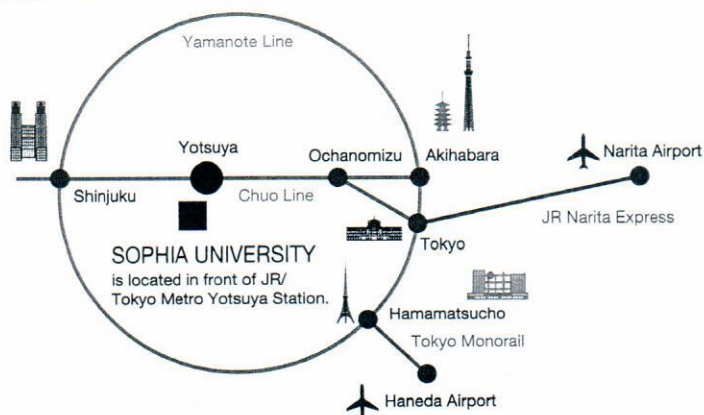 Yamanote Line
Yotsuya
Ochanomizu
Akihabara
Narita Airport
Shinjuku
Chuo Line
JR Narita Express
Tokyo
SOPHIA UNIVERSITY
is located in front of JR/
Tokyo Metro Yotsuya Station.
Hamamatsucho
Tokyo Monorail
Haneda Airport